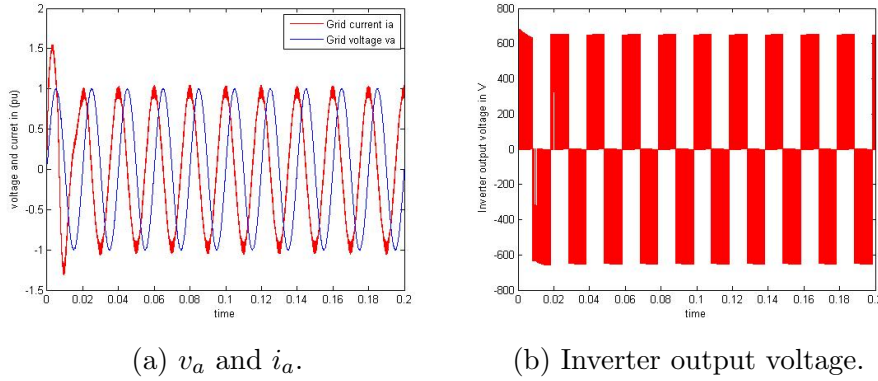 2
1.5
1
0.5
0
-0.5
-1
-1.5
voltage and curret in (pu)
Grid current ia
Grid voltage va
0 0.02 0.04 0.06 0.08 0.1 0.12 0.14 0.16 0.18 0.2
time
800
600
400
200
0
-200
-400
-600
-800
Inverter output voltage in V
0 0.02 0.04 0.06 0.08 0.1 0.12 0.14 0.16 0.18 0.2
time
(a) va and ia.
(b) Inverter output voltage.